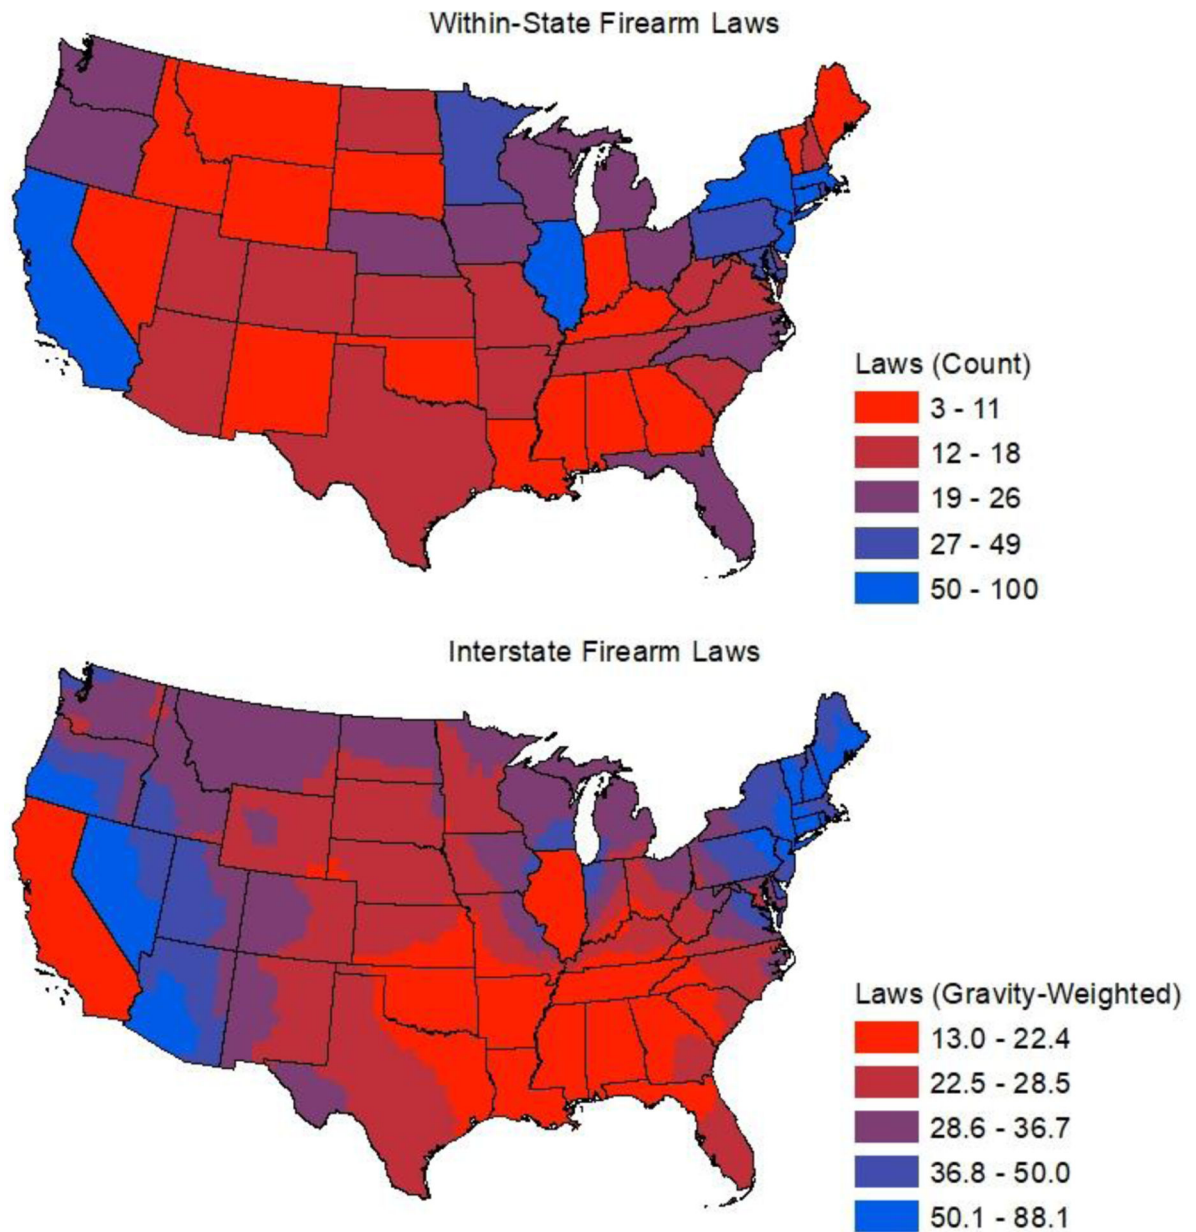 Within-State Firearm Laws
Laws (Count)
3 - 11
12 - 18
19 - 26
27 - 49
50 - 100
Interstate Firearm Laws
Laws (Gravity-Weighted)
13.0 - 22.4
22.5 - 28.5
28.6 - 36.7
36.8 - 50.0
50.1 - 88.1